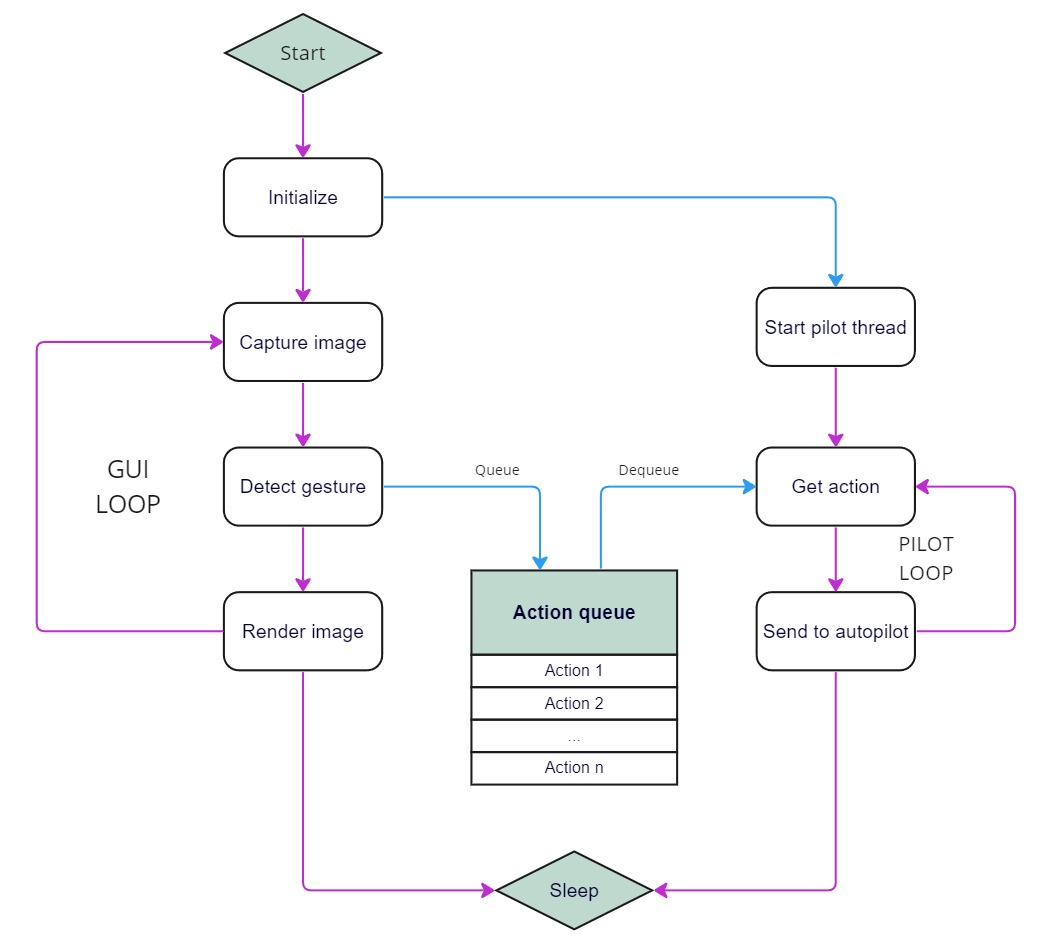 Start
Initialize
Capture image
Start pilot thread
GUI
LOOP
Detect gesture
Queue
Dequeue
Get action
PILOT
LOOP
Render image
Action queue
Send to autopilot
Action 1
Action 2
...
Action n
Sleep